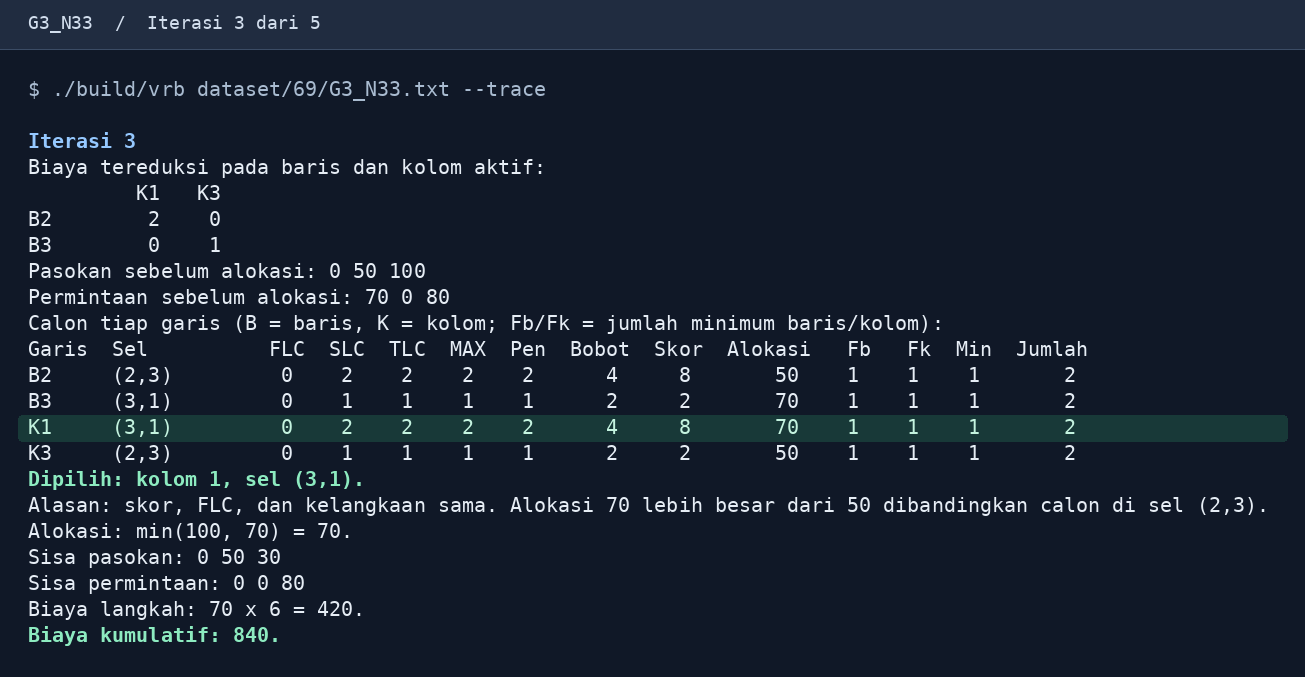 G3_N33  /  Iterasi 3 dari 5
$ ./build/vrb dataset/69/G3_N33.txt --trace
Iterasi 3
Biaya tereduksi pada baris dan kolom aktif:
         K1   K3
B2        2    0
B3        0    1
Pasokan sebelum alokasi: 0 50 100
Permintaan sebelum alokasi: 70 0 80
Calon tiap garis (B = baris, K = kolom; Fb/Fk = jumlah minimum baris/kolom):
Garis  Sel          FLC  SLC  TLC  MAX  Pen  Bobot  Skor  Alokasi   Fb   Fk  Min  Jumlah
B2     (2,3)         0    2    2    2    2      4     8       50    1    1    1       2
B3     (3,1)         0    1    1    1    1      2     2       70    1    1    1       2
K1     (3,1)         0    2    2    2    2      4     8       70    1    1    1       2
K3     (2,3)         0    1    1    1    1      2     2       50    1    1    1       2
Dipilih: kolom 1, sel (3,1).
Alasan: skor, FLC, dan kelangkaan sama. Alokasi 70 lebih besar dari 50 dibandingkan calon di sel (2,3).
Alokasi: min(100, 70) = 70.
Sisa pasokan: 0 50 30
Sisa permintaan: 0 0 80
Biaya langkah: 70 x 6 = 420.
Biaya kumulatif: 840.